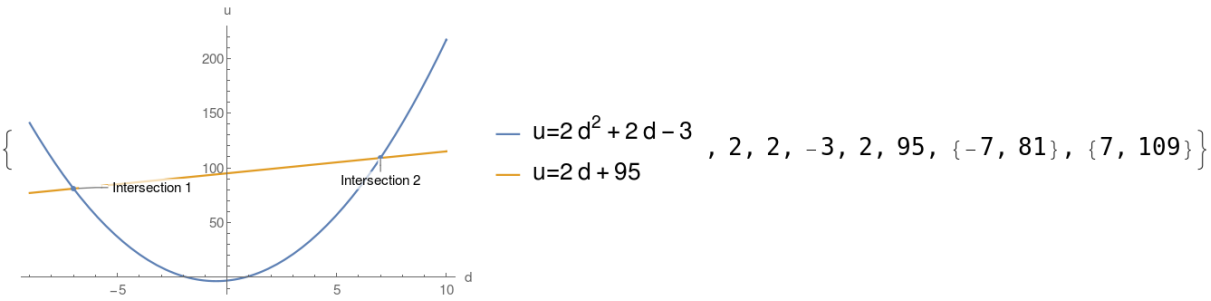 u
200
150
100
50
{
Intersection 1
Intersection 2
−5
5
10
d
u=2 d² + 2 d − 3
u=2 d + 95
, 2, 2, −3, 2, 95, {−7, 81}, {7, 109}}